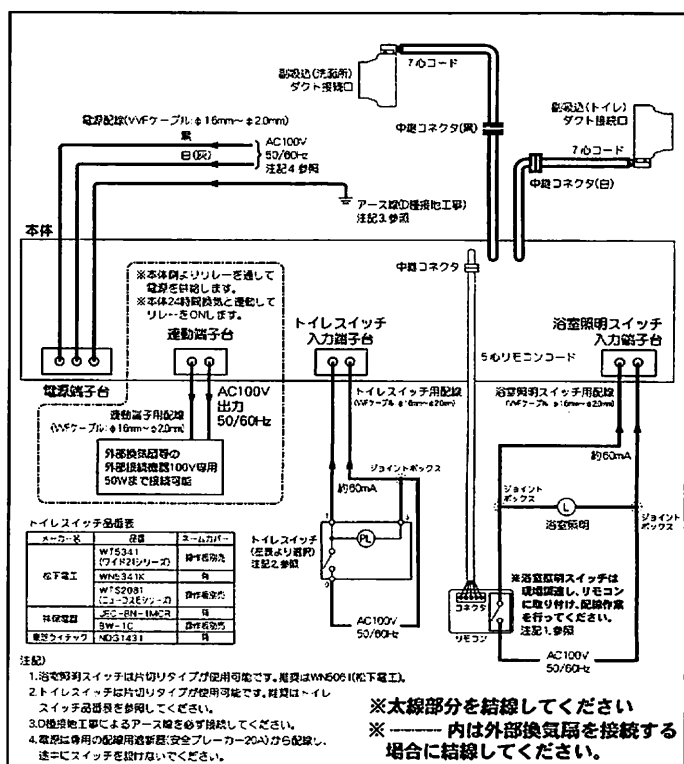 7心コード
副吸込(洗面所)
ダクト接続口
副吸込(トイレ)
ダクト接続口
電源配線(VVFケーブル:φ1.6mm~φ2.0mm)
黒
白(灰)
AC100V
50/60Hz
注記4.参照
中継コネクタ(黒)
7心コード
中継コネクタ(白)
アース線(D種接地工事)
注記3.参照
本体
※本体側よりリレーを通して
電源を供給します。
※本体24時間換気と連動して
リレーをONします。
中継コネクタ
連動端子台
トイレスイッチ
入力端子台
浴室照明スイッチ
入力端子台
5心リモコンコード
電源端子台
AC100V
出力
50/60Hz
連動端子用配線
(VVFケーブル:φ1.6mm~φ2.0mm)
トイレスイッチ用配線
(VVFケーブル φ1.6mm~φ2.0mm)
浴室照明スイッチ用配線
(VVFケーブル φ1.6mm~φ2.0mm)
外部換気扇等の
外部接続機器100V専用
50Wまで接続可能
約60mA
ジョイントボックス
約60mA
ジョイント
ボックス
L
浴室照明
ジョイント
ボックス
トイレスイッチ品番表
メーカー名 品番 ネームカバー
松下電工 WT5341
(ワイド21シリーズ) 操作板別売
WN5341K 有
WTS2081
(ニューコスモシリーズ) 操作板別売
神保電器 JEC-BN-1MCR 有
BW-1C 操作板別売
東芝ライテック NDG1431 有
トイレスイッチ
(左表より選択)
注記2.参照
PL
AC100V
50/60Hz
コネクタ
リモコン
※浴室照明スイッチは
現場調達し、リモコン
に取り付け、配線作業
を行ってください。
注記1.参照
AC100V
50/60Hz
注記)
1.浴室照明スイッチは片切りタイプが使用可能です。推奨はWN5051(松下電工)。
2.トイレスイッチは片切りタイプが使用可能です。推奨はトイレ
スイッチ品番表を参照してください。
3.D種接地工事によるアース線を必ず接続してください。
4.電源は専用の配線用遮断器(安全ブレーカー20A)から配線し、
途中にスイッチを設けないでください。
※太線部分を結線してください
※ ------ 内は外部換気扇を接続する
場合に結線してください。